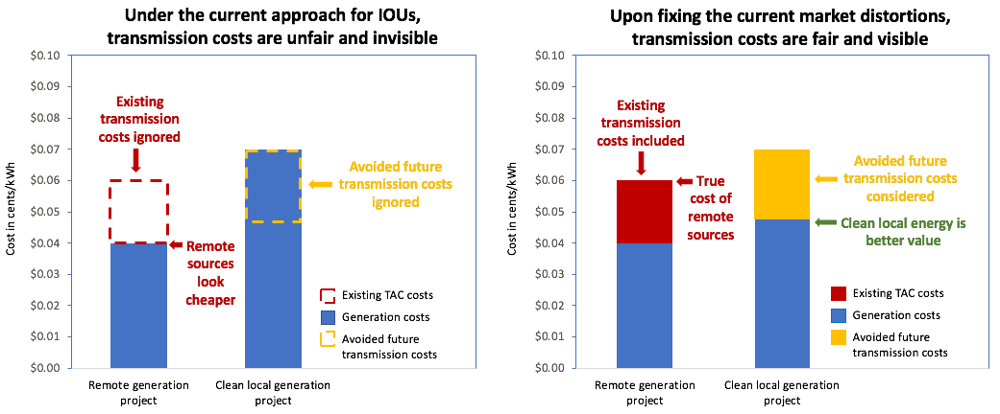 Under the current approach for IOUs,
transmission costs are unfair and invisible
$0.10
$0.09
$0.08
$0.07
$0.06
$0.05
$0.04
$0.03
$0.02
$0.01
$0.00
Cost in cents/kWh
Existing
transmission
costs ignored
Avoided future
transmission costs
ignored
Remote
sources
look
cheaper
Existing TAC costs
Generation costs
Avoided future
transmission costs
Remote generation
project
Clean local generation
project
Upon fixing the current market distortions,
transmission costs are fair and visible
$0.10
$0.09
$0.08
$0.07
$0.06
$0.05
$0.04
$0.03
$0.02
$0.01
$0.00
Cost in cents/kWh
Existing
transmission
costs included
True
cost of
remote
sources
Avoided future
transmission costs
considered
Clean local energy is
better value
Existing TAC costs
Generation costs
Avoided future
transmission costs
Remote generation
project
Clean local generation
project